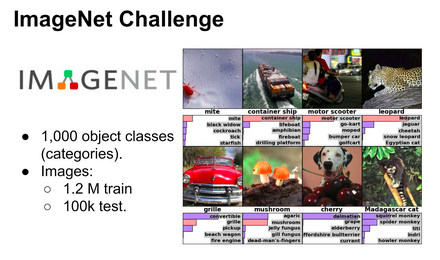 ImageNet Challenge
IMAGENET
● 1,000 object classes
(categories).
● Images:
○ 1.2 M train
○ 100k test.
mite container ship motor scooter leopard
mite container ship motor scooter leopard
black widow lifeboat go-kart jaguar
cockroach amphibian moped cheetah
tick fireboat bumper car snow leopard
starfish drilling platform golfcart Egyptian cat
grille mushroom cherry Madagascar cat
convertible agaric dalmatian squirrel monkey
grille mushroom grape spider monkey
pickup jelly fungus elderberry titi
beach wagon gill fungus ffordshire bullterrier indri
fire engine dead-man's-fingers currant howler monkey